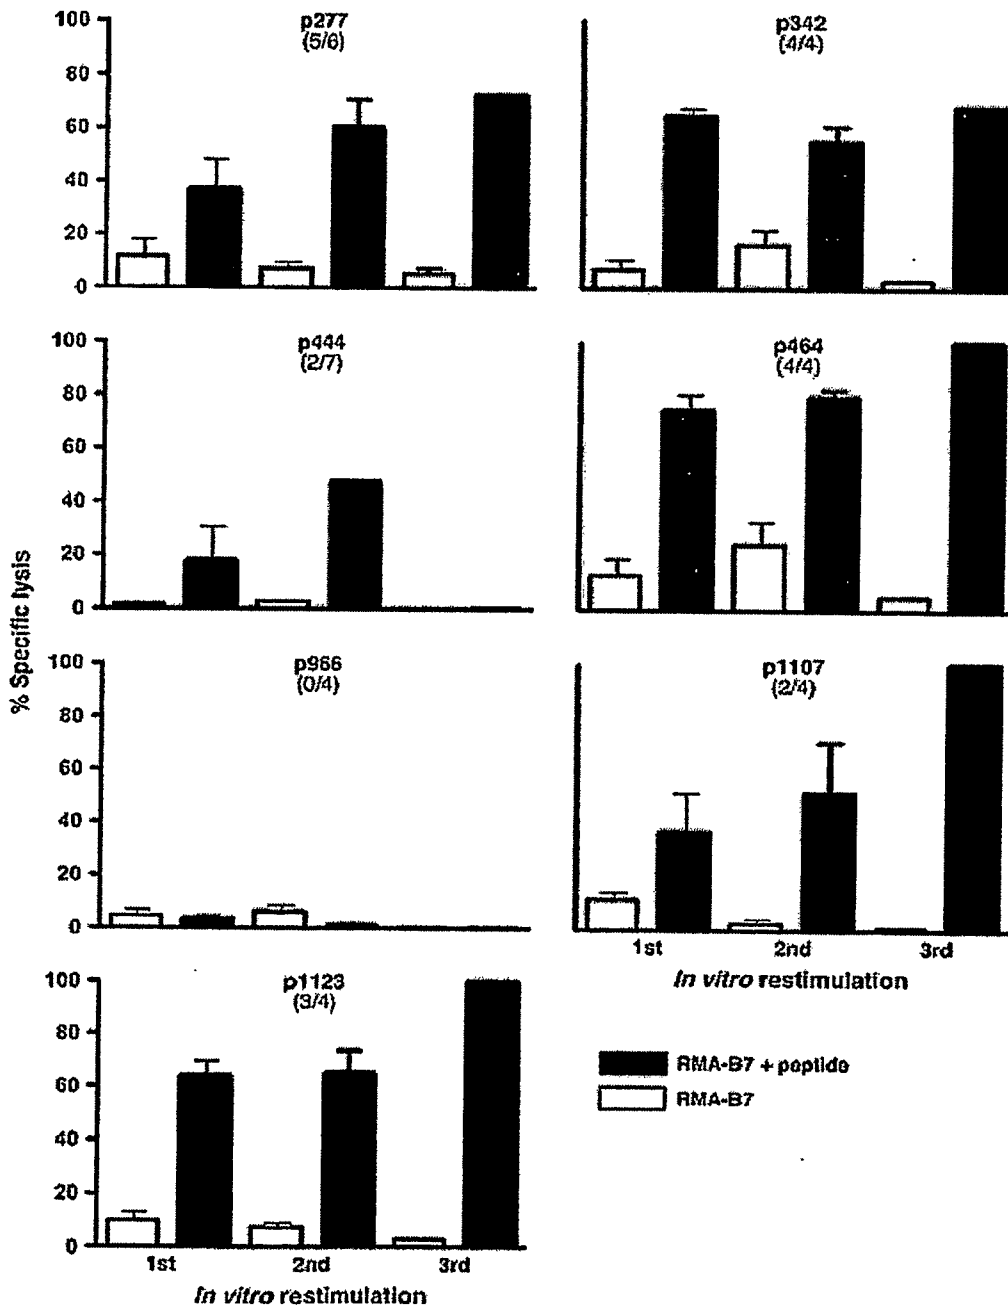 p277
(5/6)
100
80
60
40
20
0
p342
(4/4)
p444
(2/7)
100
80
60
40
20
0
p464
(4/4)
% Specific lysis
p966
(0/4)
100
80
60
40
20
0
p1107
(2/4)
1st 2nd 3rd
In vitro restimulation
p1123
(3/4)
100
80
60
40
20
0
1st 2nd 3rd
In vitro restimulation
RMA-B7 + peptide
RMA-B7